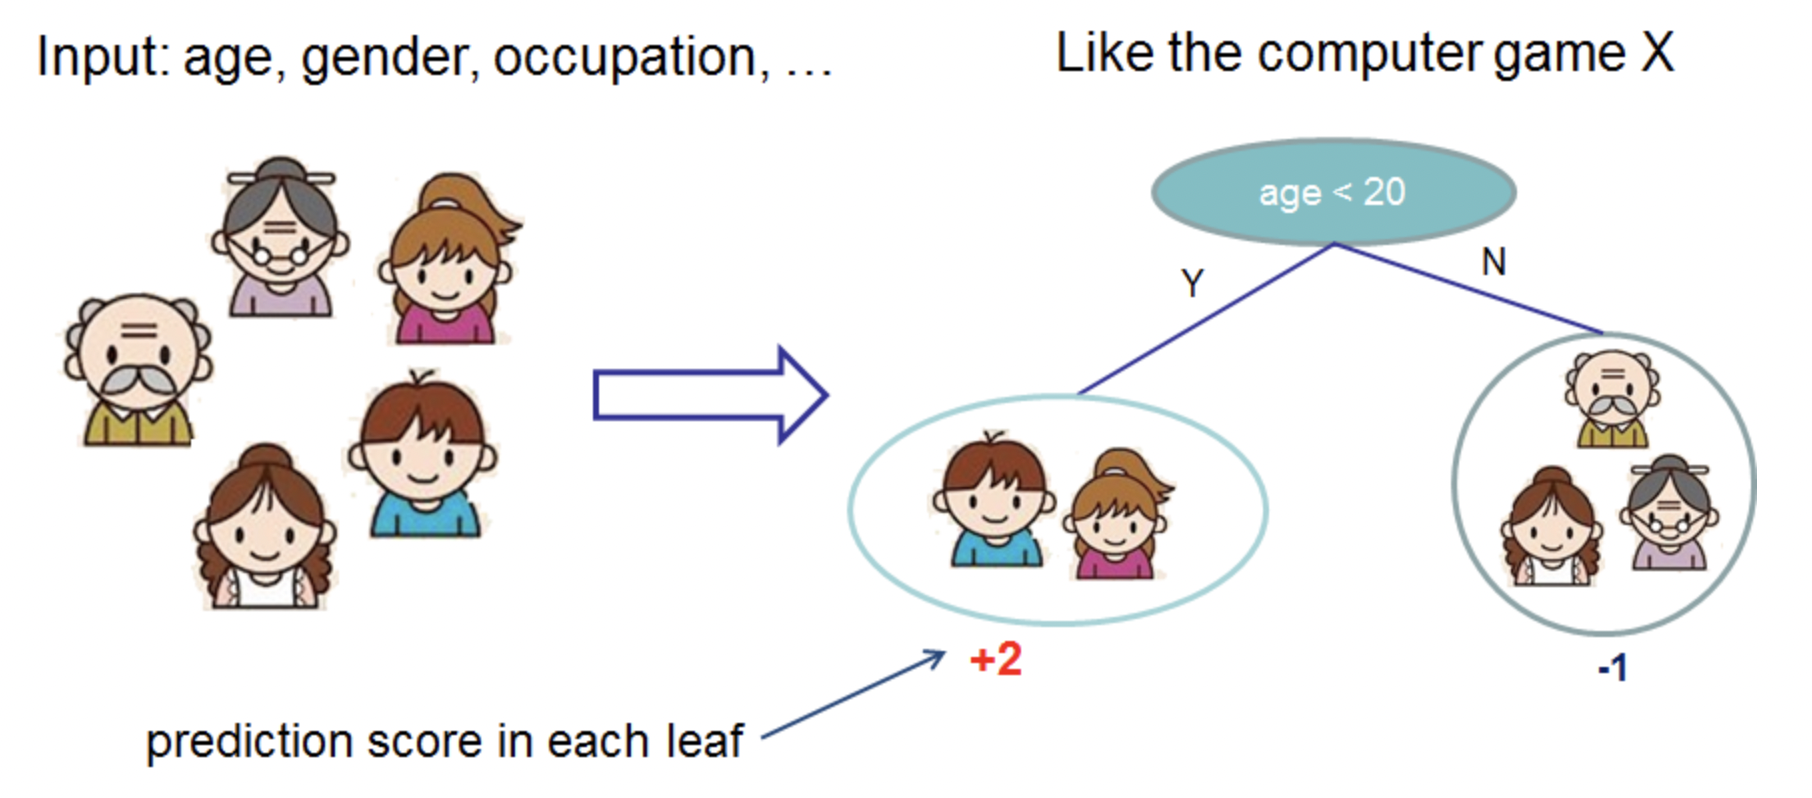 Input: age, gender, occupation, …
Like the computer game X
age < 20
Y
N
+2
-1
prediction score in each leaf